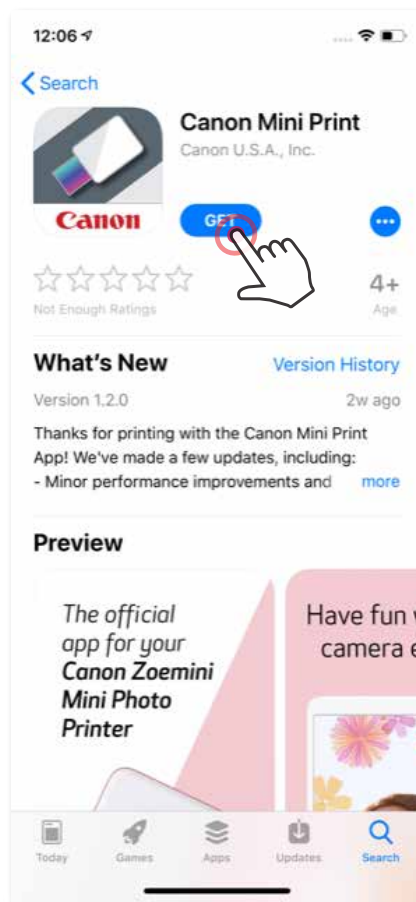 12:06
Search
Canon Mini Print
Canon U.S.A., Inc.
Canon
GET
4+
Not Enough Ratings
Age
What's New
Version History
Version 1.2.0
2w ago
Thanks for printing with the Canon Mini Print
App! We've made a few updates, including:
- Minor performance improvements and
more
Preview
The official
app for your
Canon Zoemini
Mini Photo
Printer
Have fun
camera e
Today
Games
Apps
Updates
Search